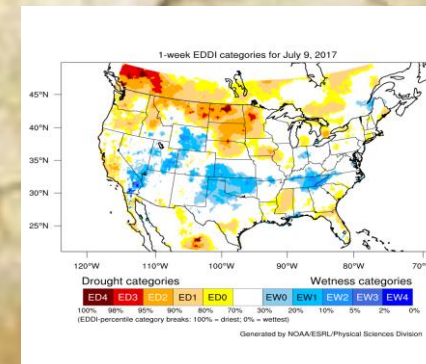 1-week EDDI categories for July 9, 2017
45°N
40°N
35°N
30°N
25°N
120°W 110°W 100°W 90°W 80°W 70°
Drought categories Wetness categories
ED4 ED3 ED2 ED1 ED0 EW0 EW1 EW2 EW3 EW4
100% 98% 95% 90% 80% 70% 30% 20% 10% 5% 2% 0%
(EDDI-percentile category breaks: 100% = driest; 0% = wettest)
Generated by NOAA/ESRL/Physical Sciences Division